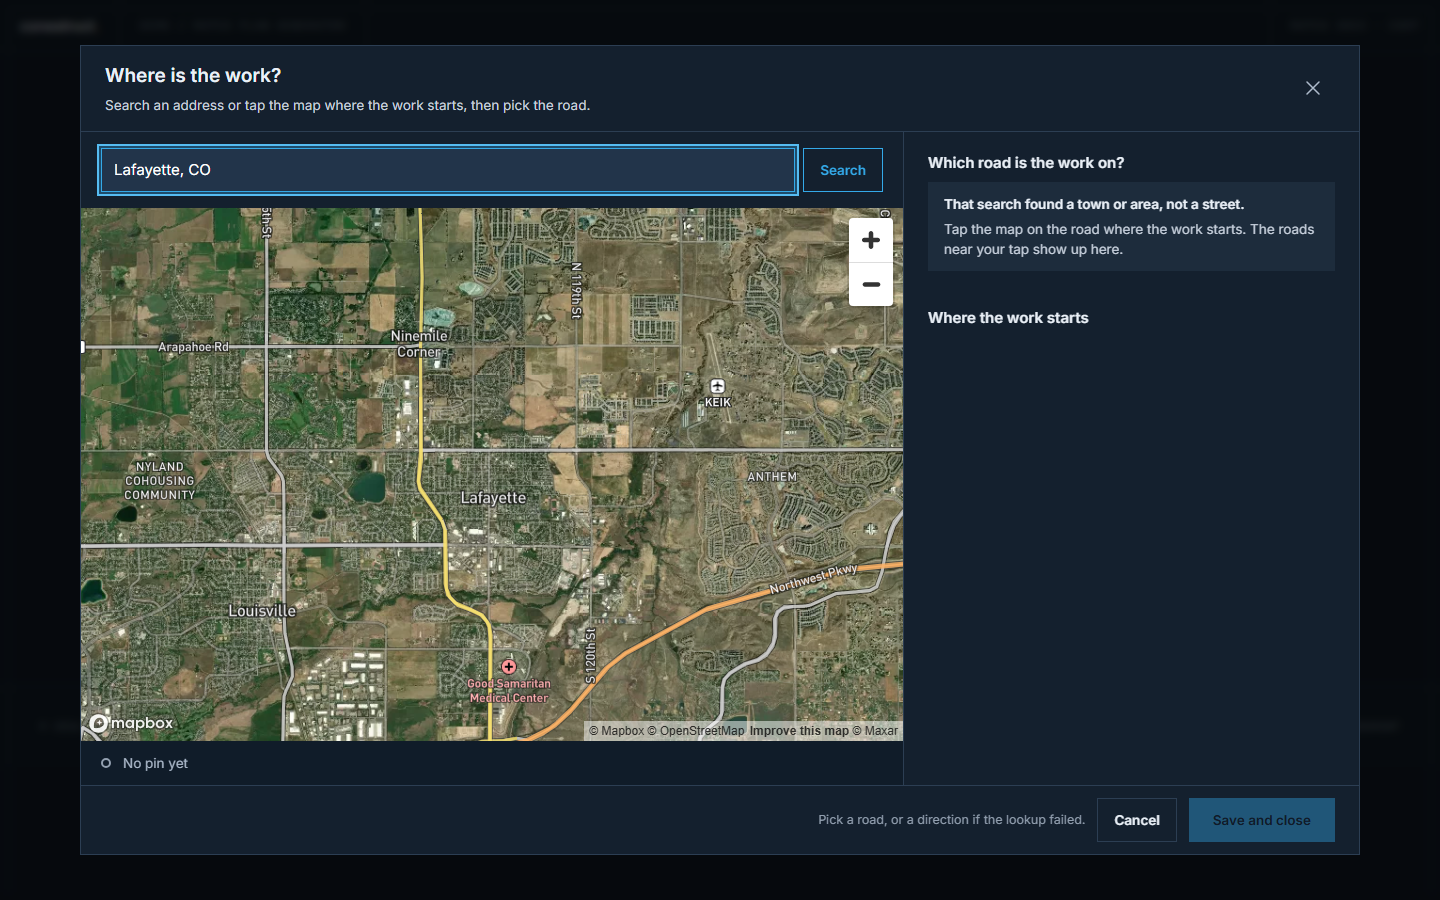 Where is the work?
Search an address or tap the map where the work starts, then pick the road.
Lafayette, CO
Search
Which road is the work on?
That search found a town or area, not a street.
Tap the map on the road where the work starts. The roads
near your tap show up here.
Where the work starts
N 119th St
Ninemile
Corner
Arapahoe Rd
KEIK
NYLAND
COHOUSING
COMMUNITY
ANTHEM
Lafayette
Northwest Pkwy
Louisville
S 120th St
Good Samaritan
Medical Center
mapbox
© Mapbox © OpenStreetMap Improve this map © Maxar
No pin yet
Pick a road, or a direction if the lookup failed.
Cancel
Save and close